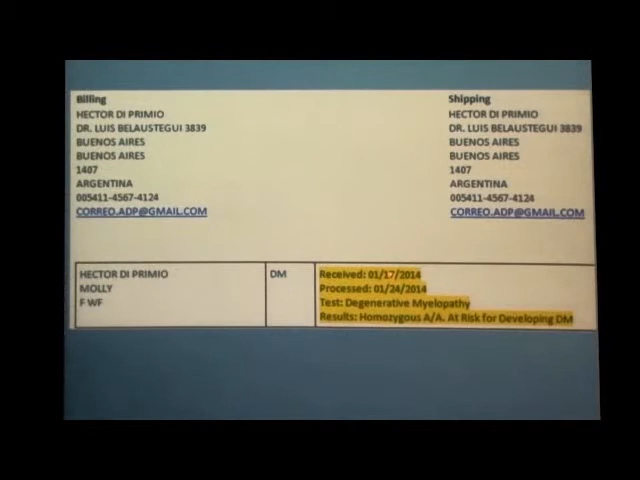 Billing
HECTOR DI PRIMIO
DR. LUIS BELAUSTEGUI 3839
BUENOS AIRES
BUENOS AIRES
1407
ARGENTINA
005411-4567-4124
CORREO.ADP@GMAIL.COM
Shipping
HECTOR DI PRIMIO
DR. LUIS BELAUSTEGUI 3839
BUENOS AIRES
BUENOS AIRES
1407
ARGENTINA
005411-4567-4124
CORREO.ADP@GMAIL.COM
HECTOR DI PRIMIO
MOLLY
F WF
DM
Received: 01/17/2014
Processed: 01/24/2014
Test: Degenerative Myelopathy
Results: Homozygous A/A. At Risk for Developing DM